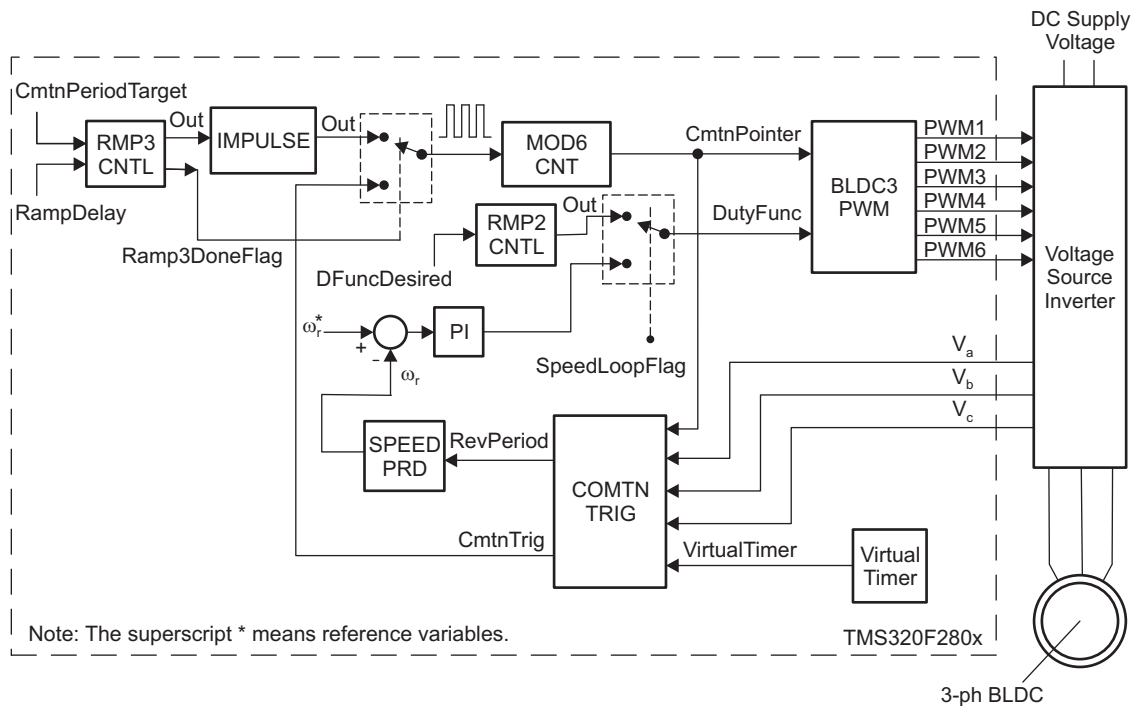 DC Supply
Voltage
CmtnPeriodTarget
RMP3
CNTL
Out
IMPULSE
Out
MOD6
CNT
CmtnPointer
BLDC3
PWM
PWM1
PWM2
PWM3
PWM4
PWM5
PWM6
Voltage
Source
Inverter
RampDelay
Ramp3DoneFlag
RMP2
CNTL
Out
DutyFunc
DFuncDesired
ωr*
+
-
ωr
PI
SpeedLoopFlag
Va
Vb
Vc
SPEED
PRD
RevPeriod
COMTN
TRIG
CmtnTrig
VirtualTimer
Virtual
Timer
Note: The superscript * means reference variables.
TMS320F280x
3-ph BLDC